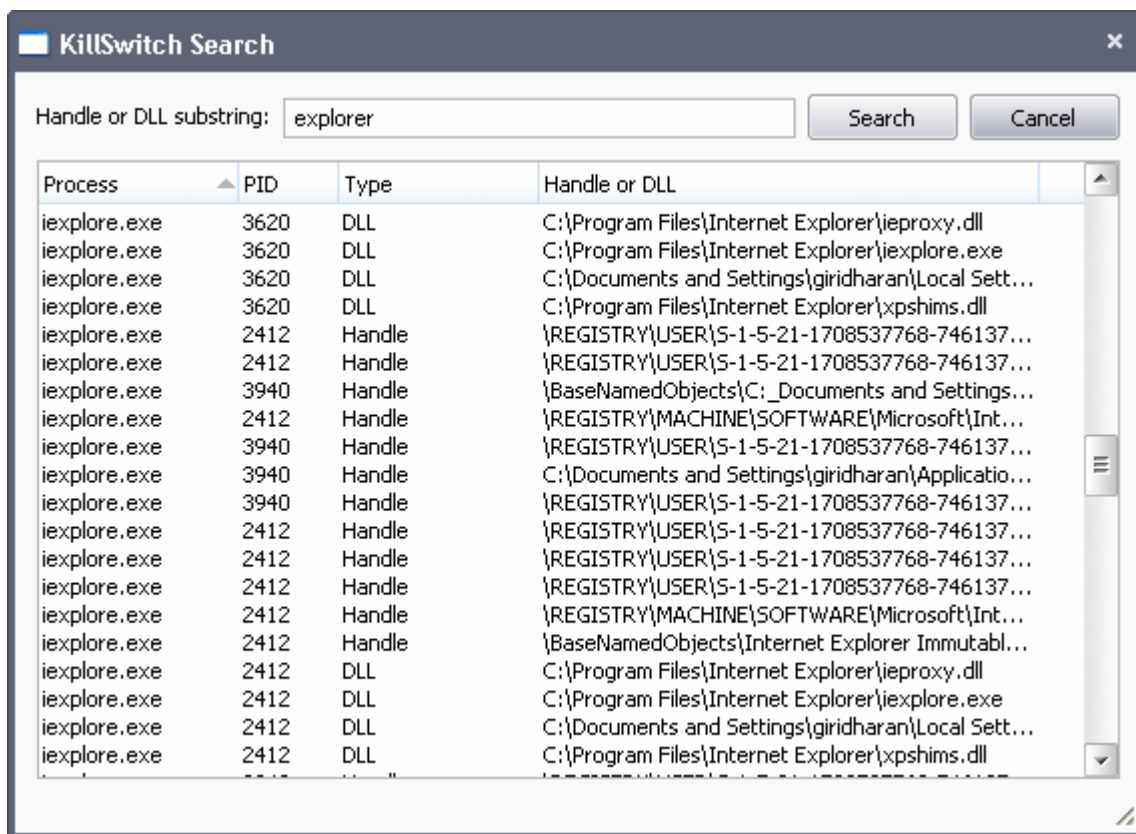 KillSwitch Search
Handle or DLL substring: explorer Search Cancel
Process PID Type Handle or DLL
iexplore.exe 3620 DLL C:\Program Files\Internet Explorer\ieproxy.dll
iexplore.exe 3620 DLL C:\Program Files\Internet Explorer\iexplore.exe
iexplore.exe 3620 DLL C:\Documents and Settings\giridharan\Local Sett...
iexplore.exe 3620 DLL C:\Program Files\Internet Explorer\xpshims.dll
iexplore.exe 2412 Handle \REGISTRY\USER\S-1-5-21-1708537768-746137...
iexplore.exe 2412 Handle \REGISTRY\USER\S-1-5-21-1708537768-746137...
iexplore.exe 3940 Handle \BaseNamedObjects\C:_Documents and Settings...
iexplore.exe 2412 Handle \REGISTRY\MACHINE\SOFTWARE\Microsoft\Int...
iexplore.exe 3940 Handle \REGISTRY\USER\S-1-5-21-1708537768-746137...
iexplore.exe 3940 Handle C:\Documents and Settings\giridharan\Applicatio...
iexplore.exe 3940 Handle \REGISTRY\USER\S-1-5-21-1708537768-746137...
iexplore.exe 2412 Handle \REGISTRY\USER\S-1-5-21-1708537768-746137...
iexplore.exe 2412 Handle \REGISTRY\USER\S-1-5-21-1708537768-746137...
iexplore.exe 2412 Handle \REGISTRY\USER\S-1-5-21-1708537768-746137...
iexplore.exe 2412 Handle \REGISTRY\MACHINE\SOFTWARE\Microsoft\Int...
iexplore.exe 2412 Handle \BaseNamedObjects\Internet Explorer Immutabl...
iexplore.exe 2412 DLL C:\Program Files\Internet Explorer\ieproxy.dll
iexplore.exe 2412 DLL C:\Program Files\Internet Explorer\iexplore.exe
iexplore.exe 2412 DLL C:\Documents and Settings\giridharan\Local Sett...
iexplore.exe 2412 DLL C:\Program Files\Internet Explorer\xpshims.dll